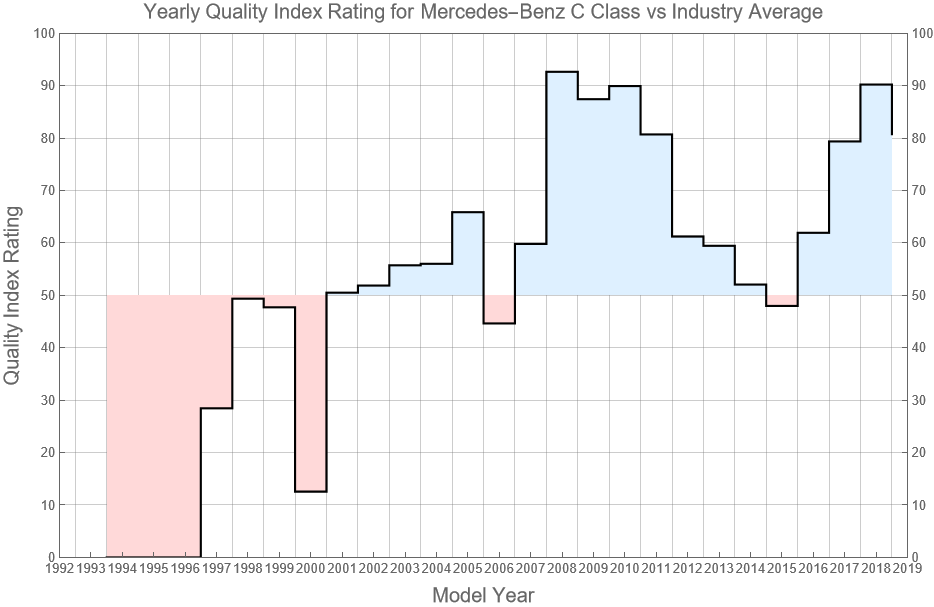 Yearly Quality Index Rating for Mercedes–Benz C Class vs Industry Average
100 100
90 90
80 80
70 70
60 60
50 50
40 40
30 30
20 20
10 10
0 0
Quality Index Rating
1992 1993 1994 1995 1996 1997 1998 1999 2000 2001 2002 2003 2004 2005 2006 2007 2008 2009 2010 2011 2012 2013 2014 2015 2016 2017 2018 2019
Model Year